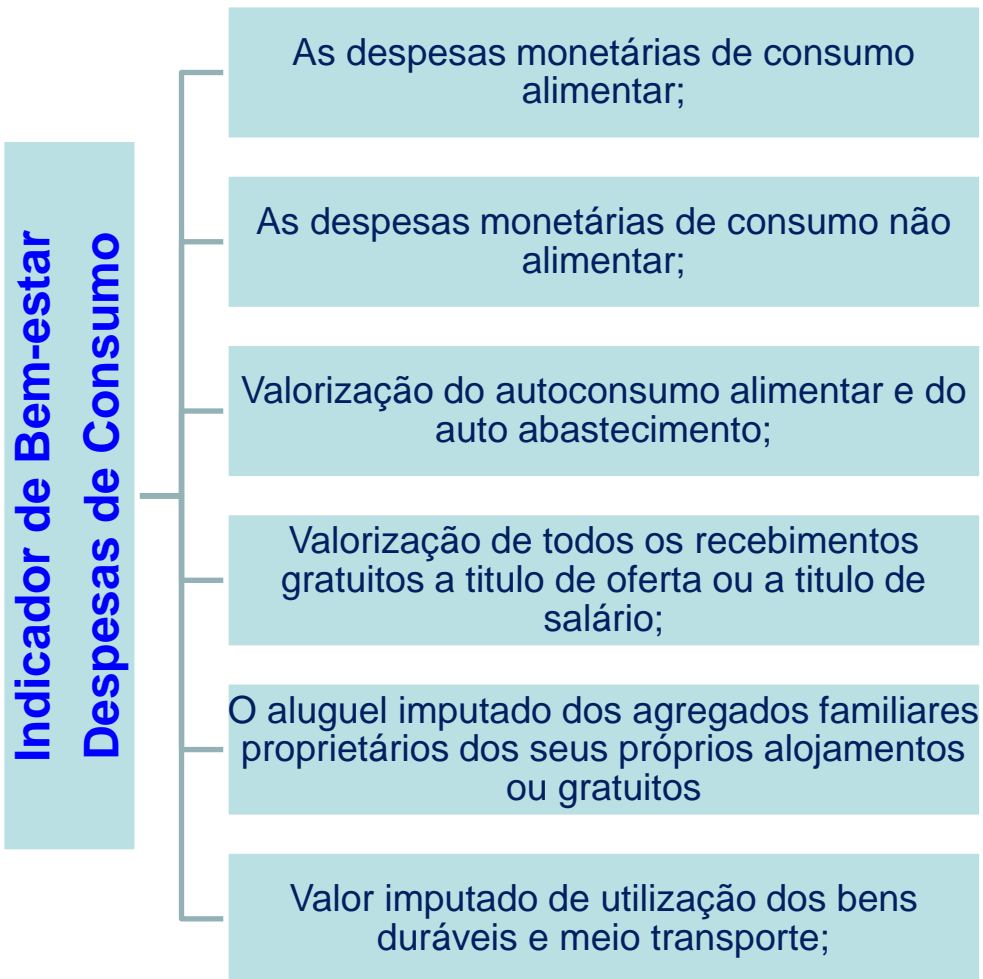 Indicador de Bem-estar
Despesas de Consumo
As despesas monetárias de consumo
alimentar;
As despesas monetárias de consumo não
alimentar;
Valorização do autoconsumo alimentar e do
auto abastecimento;
Valorização de todos os recebimentos
gratuitos a titulo de oferta ou a titulo de
salário;
O aluguel imputado dos agregados familiares
proprietários dos seus próprios alojamentos
ou gratuitos
Valor imputado de utilização dos bens
duráveis e meio transporte;